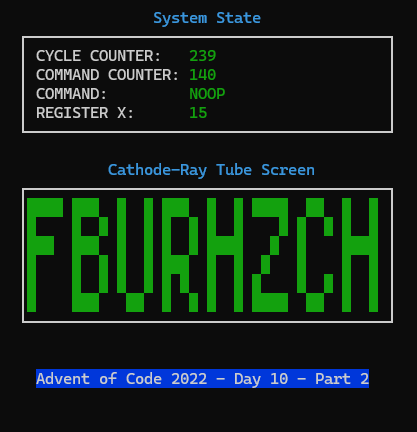 System State
CYCLE COUNTER: 239
COMMAND COUNTER: 140
COMMAND: NOOP
REGISTER X: 15
Cathode-Ray Tube Screen
FBURHZCH
Advent of Code 2022 - Day 10 - Part 2